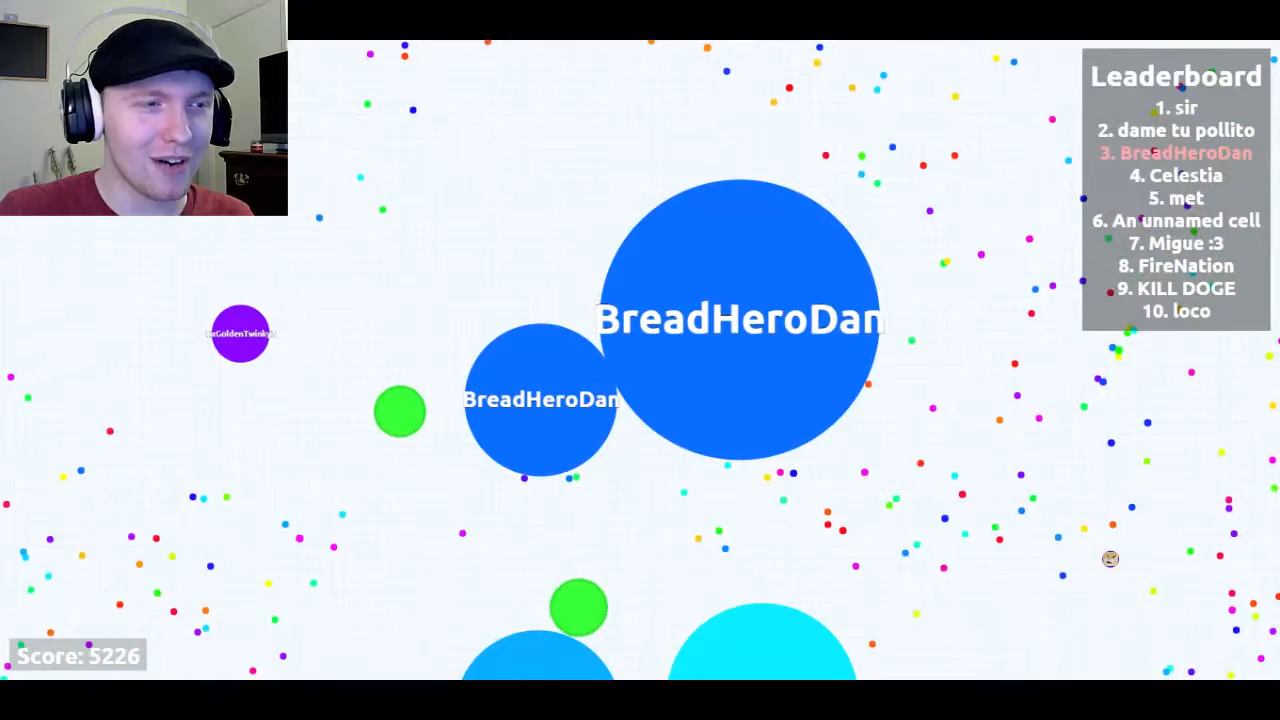 Leaderboard
1. sir
2. dame tu pollito
3. BreadHeroDan
4. Celestia
5. met
6. An unnamed cell
7. Migue :3
8. FireNation
9. KILL DOGE
10. loco
BreadHeroDan
BreadHeroDan
Score: 5226